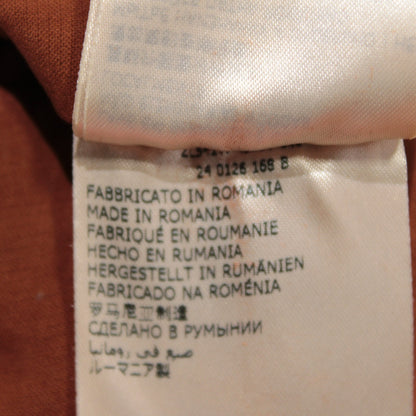 24 0126 168 B
FABBRICATO IN ROMANIA
MADE IN ROMANIA
FABRIQUÉ EN ROUMANIE
HECHO EN RUMANIA
HERGESTELLT IN RUMÄNIEN
FABRICADO NA ROMÉNIA
罗马尼亚制造
СДЕЛАНО В РУМЫНИИ
صنع في رومانيا
ルーマニア製